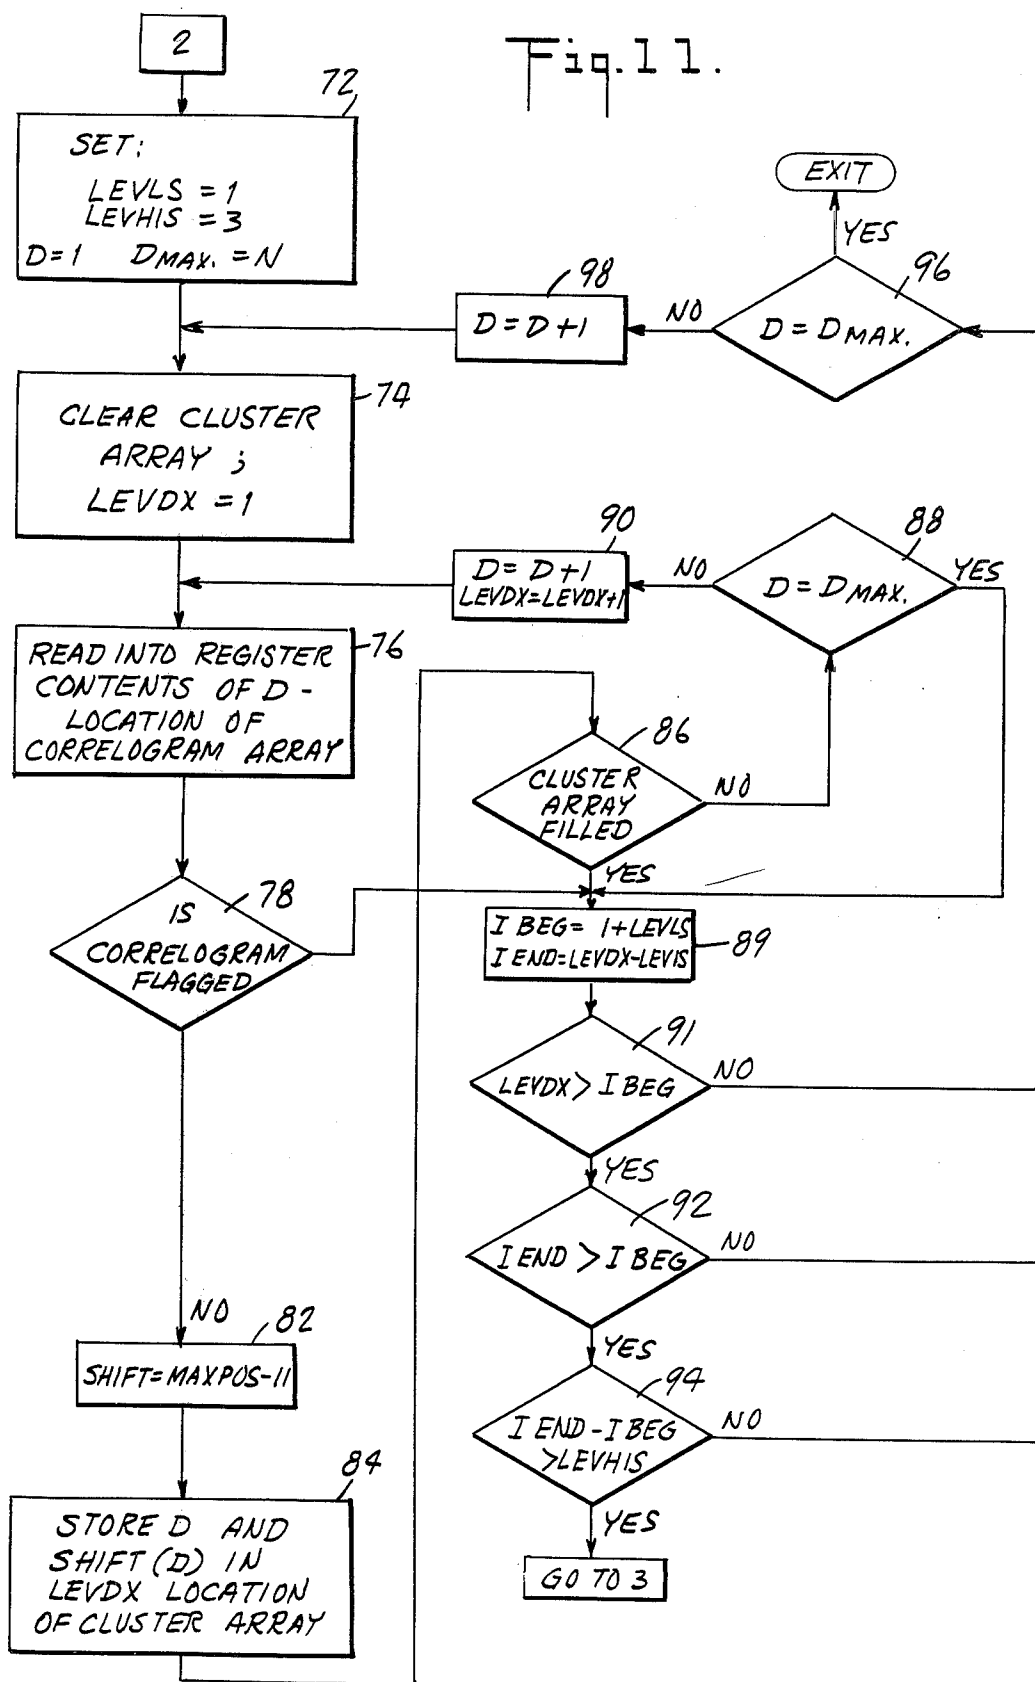 2
Fig. 11.
72
SET:
LEVLS = 1
LEVHIS = 3
D=1 DMAX. = N
EXIT
YES
96
D = DMAX.
NO
98
D = D+1
74
CLEAR CLUSTER
ARRAY ;
LEVDX = 1
90
D = D+1
LEVDX=LEVDX+1
NO
88
D = DMAX.
YES
76
READ INTO REGISTER
CONTENTS OF D -
LOCATION OF
CORRELOGRAM ARRAY
86
CLUSTER
ARRAY
FILLED
NO
YES
78
IS
CORRELOGRAM
FLAGGED
NO
89
I BEG= 1+LEVLS
I END=LEVDX-LEVIS
91
LEVDX > I BEG
NO
YES
92
I END > I BEG
NO
YES
82
SHIFT=MAXPOS-11
94
I END - I BEG
>LEVHIS
NO
YES
84
STORE D AND
SHIFT (D) IN
LEVDX LOCATION
OF CLUSTER ARRAY
GO TO 3